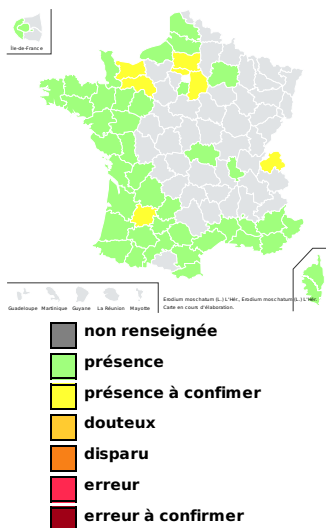 Île-de-France
Guadeloupe Martinique Guyane La Réunion Mayotte
Erodium moschatum (L.) L'Hér., Erodium moschatum (L.) L'Hér.
Carte en cours d'élaboration.
non renseignée
présence
présence à confimer
douteux
disparu
erreur
erreur à confirmer